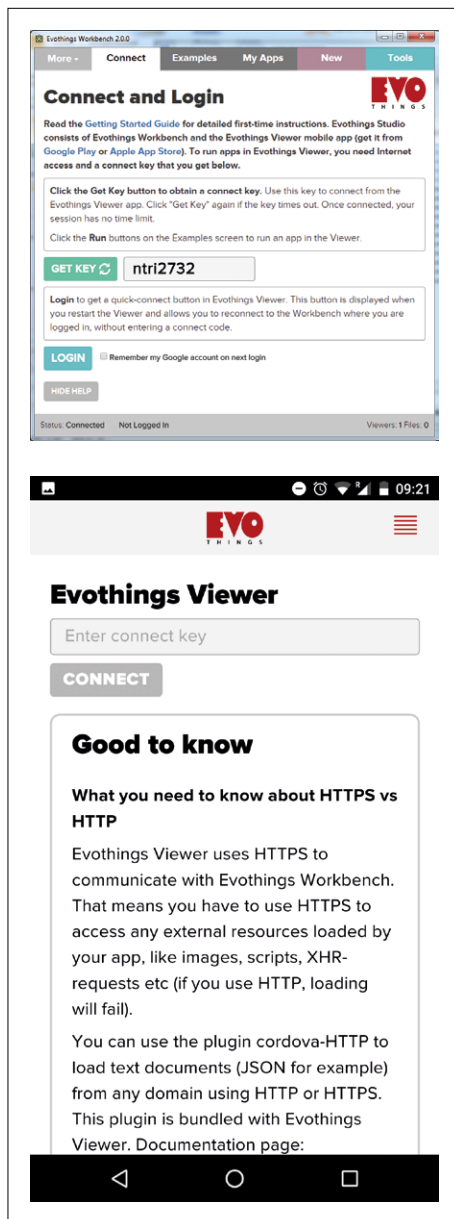 Evothings Workbench 2.0.0
More Connect Examples My Apps New Tools
Connect and Login
EVO
THINGS
Read the Getting Started Guide for detailed first-time instructions. Evothings Studio
consists of Evothings Workbench and the Evothings Viewer mobile app (get it from
Google Play or Apple App Store). To run apps in Evothings Viewer, you need Internet
access and a connect key that you get below.
Click the Get Key button to obtain a connect key. Use this key to connect from the
Evothings Viewer app. Click "Get Key" again if the key times out. Once connected, your
session has no time limit.
Click the Run buttons on the Examples screen to run an app in the Viewer.
GET KEY ntri2732
Login to get a quick-connect button in Evothings Viewer. This button is displayed when
you restart the Viewer and allows you to reconnect to the Workbench where you are
logged in, without entering a connect code.
LOGIN Remember my Google account on next login
HIDE HELP
Status: Connected Not Logged In Viewers: 1 Files: 0
R 09:21
EVO
THINGS
Evothings Viewer
Enter connect key
CONNECT
Good to know
What you need to know about HTTPS vs
HTTP
Evothings Viewer uses HTTPS to
communicate with Evothings Workbench.
That means you have to use HTTPS to
access any external resources loaded by
your app, like images, scripts, XHR-
requests etc (if you use HTTP, loading
will fail).
You can use the plugin cordova-HTTP to
load text documents (JSON for example)
from any domain using HTTP or HTTPS.
This plugin is bundled with Evothings
Viewer. Documentation page: